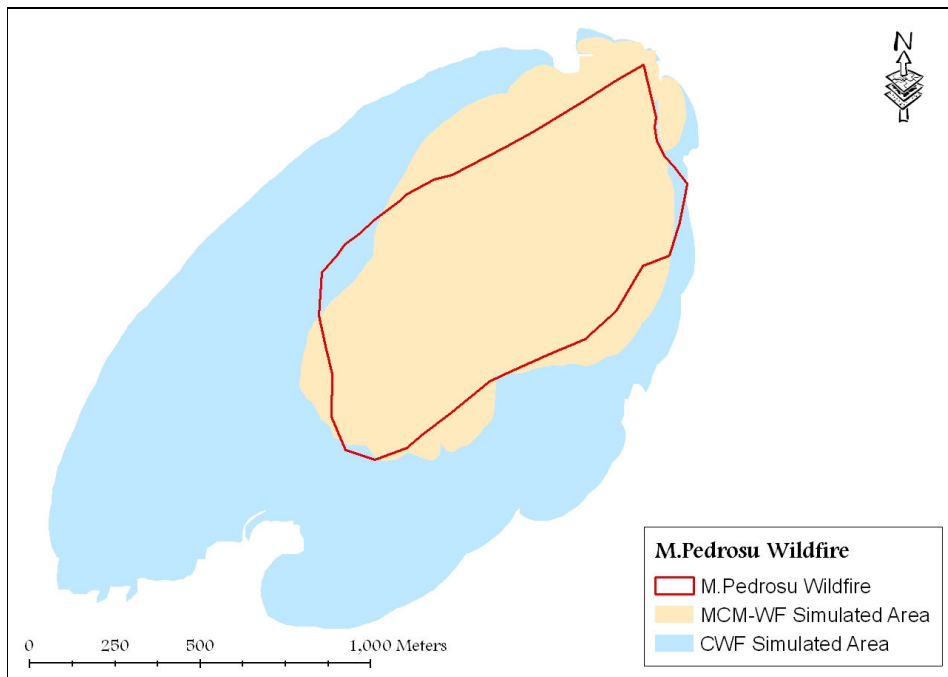 N
M.Pedrosu Wildfire
M.Pedrosu Wildfire
MCM-WF Simulated Area
CWF Simulated Area
0 250 500 1,000 Meters